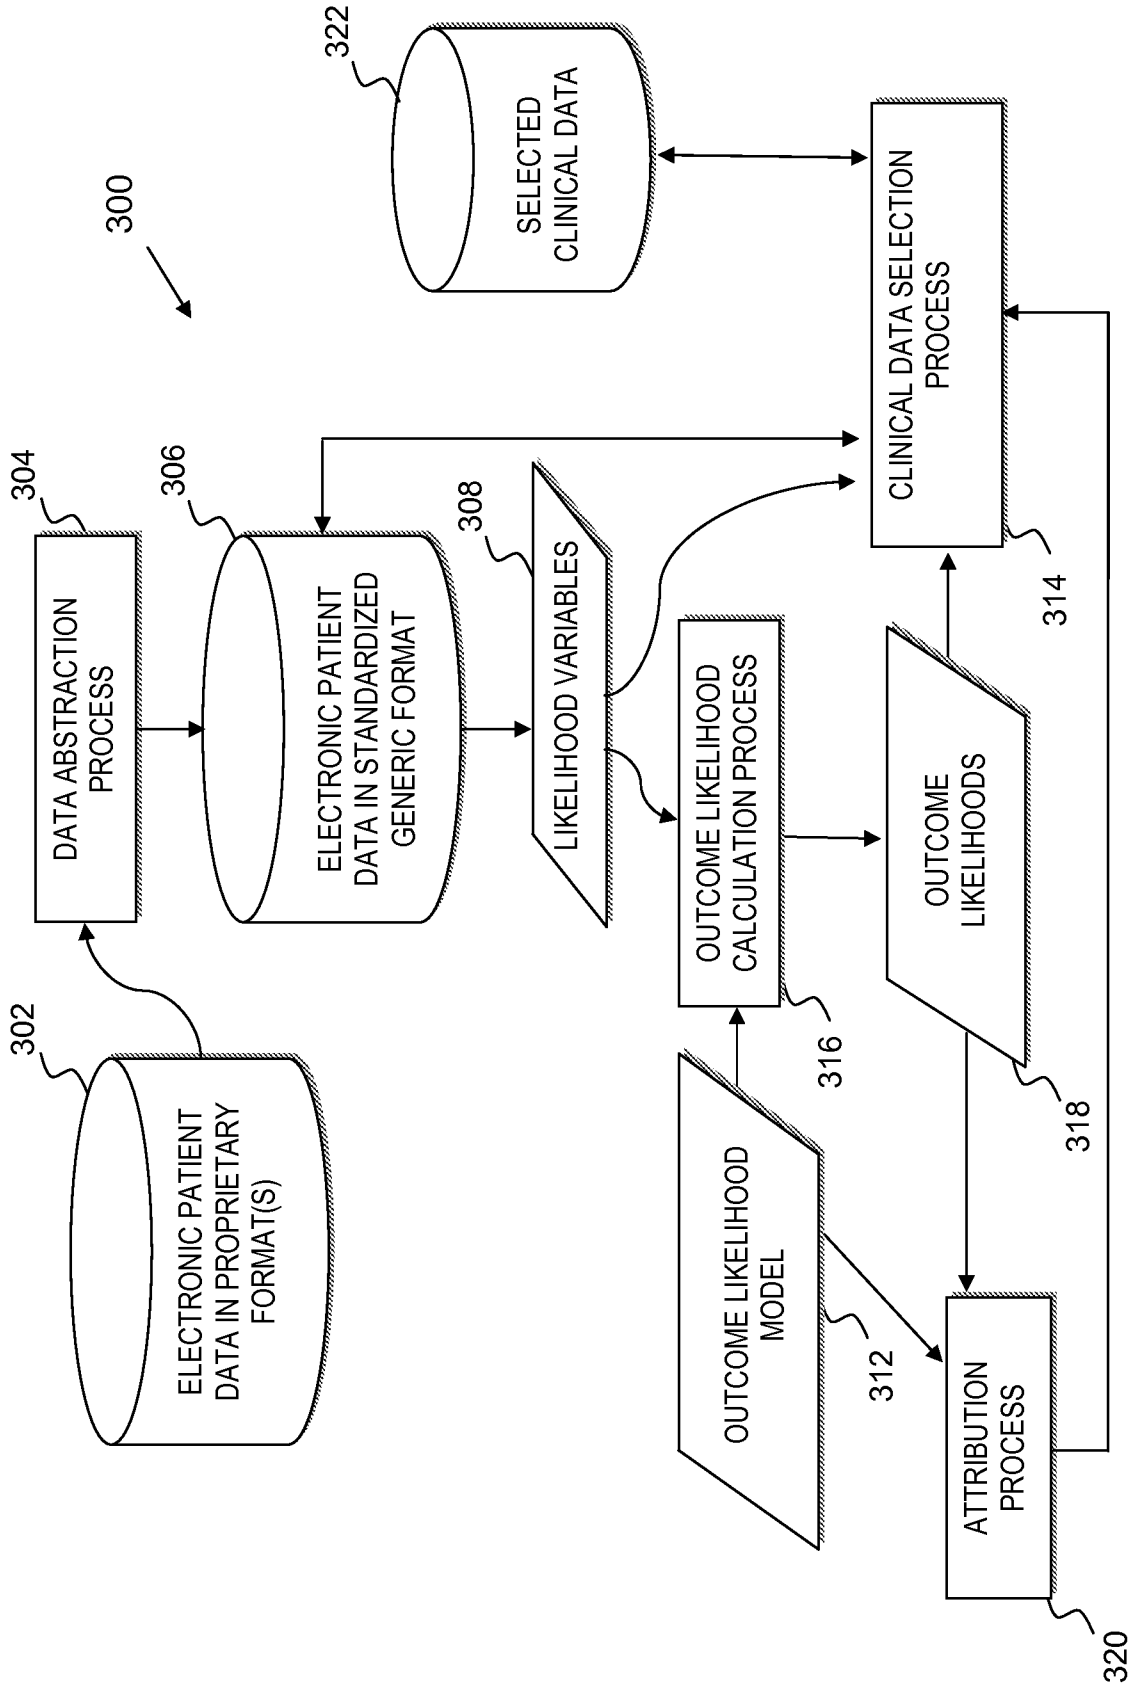 300
302
ELECTRONIC PATIENT
DATA IN PROPRIETARY
FORMAT(S)
304
DATA ABSTRACTION
PROCESS
306
ELECTRONIC PATIENT
DATA IN STANDARDIZED
GENERIC FORMAT
308
LIKELIHOOD VARIABLES
322
SELECTED
CLINICAL DATA
OUTCOME LIKELIHOOD
MODEL
312
OUTCOME LIKELIHOOD
CALCULATION PROCESS
316
CLINICAL DATA SELECTION
PROCESS
314
OUTCOME
LIKELIHOODS
318
ATTRIBUTION
PROCESS
320